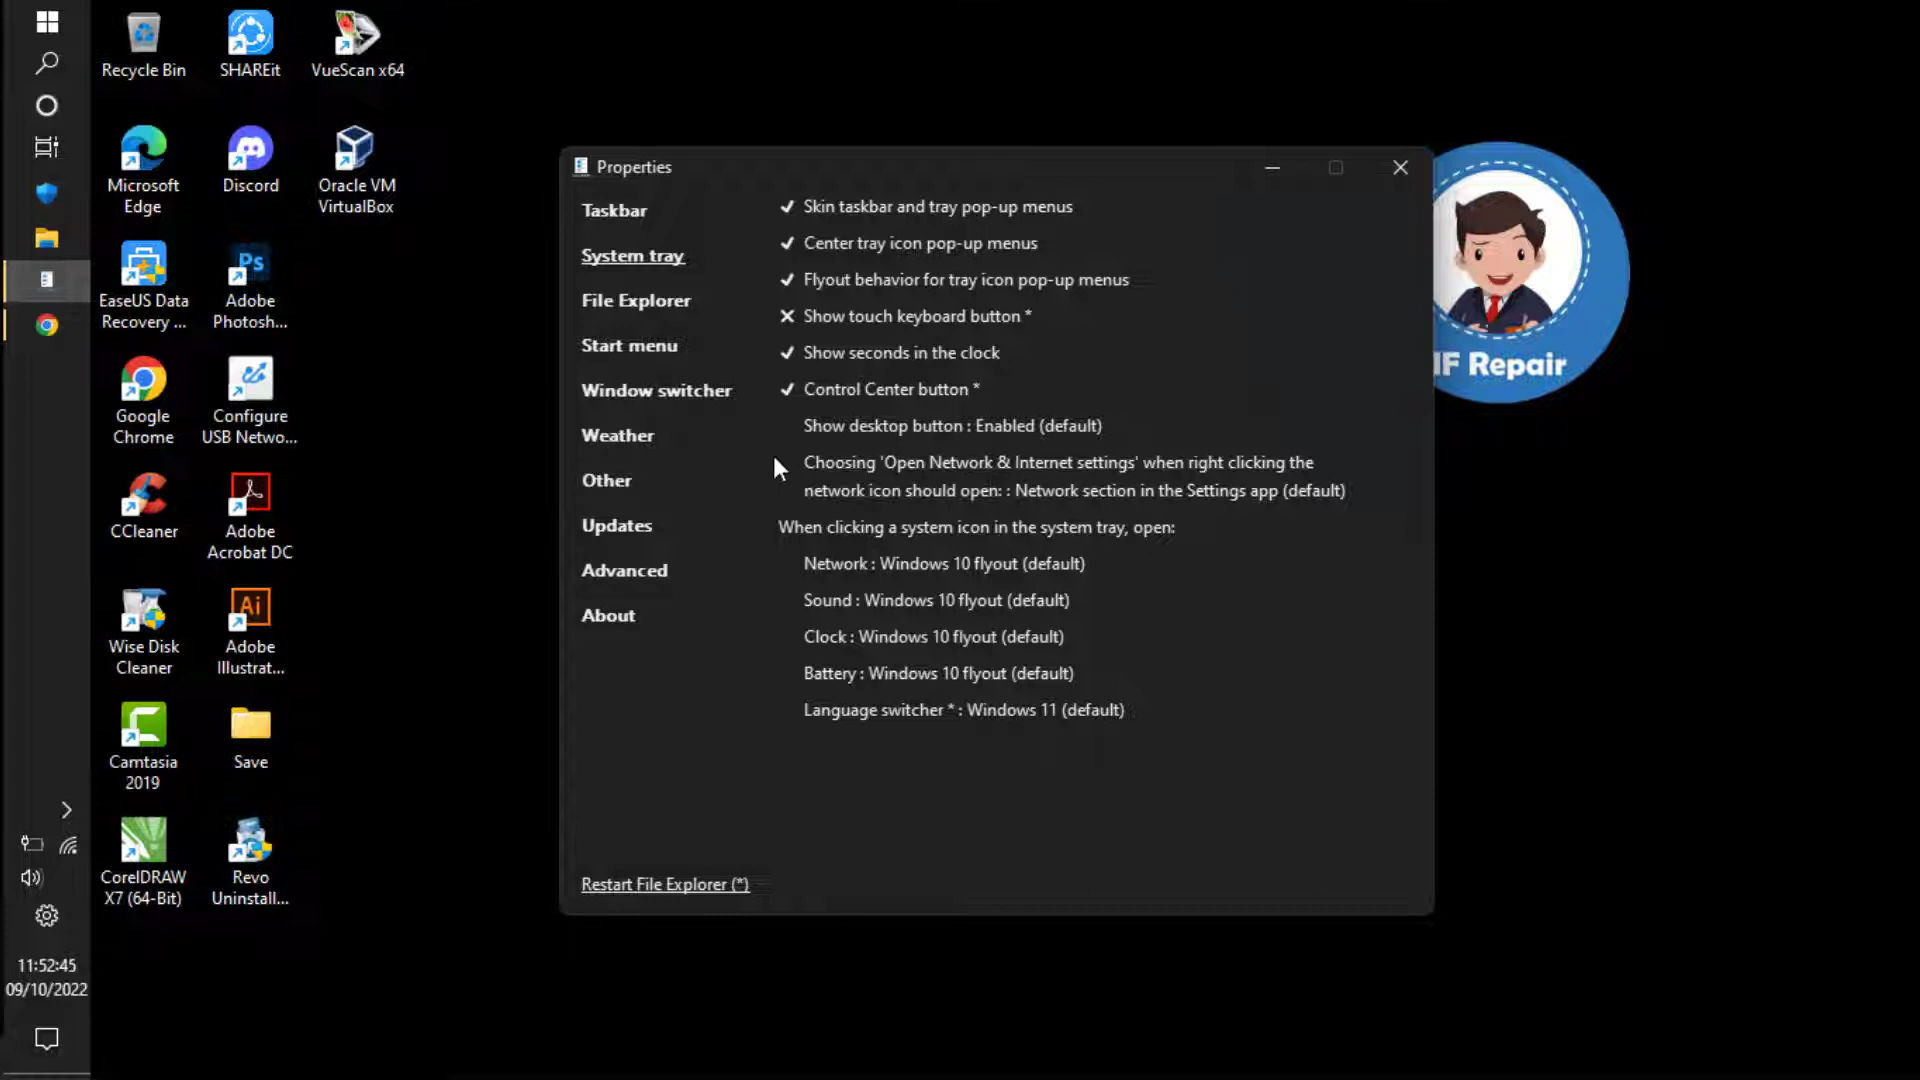 Recycle Bin
SHAREit
VueScan x64
Microsoft
Edge
Discord
Oracle VM
VirtualBox
EaseUS Data
Recovery ...
Adobe
Photosh...
Google
Chrome
Configure
USB Netwo...
CCleaner
Adobe
Acrobat DC
Wise Disk
Cleaner
Adobe
Illustrat...
Camtasia
2019
Save
CorelDRAW
X7 (64-Bit)
Revo
Uninstall...
Ps
Ai
11:52:45
09/10/2022
Properties
Taskbar
System tray
File Explorer
Start menu
Window switcher
Weather
Other
Updates
Advanced
About
Skin taskbar and tray pop-up menus
Center tray icon pop-up menus
Flyout behavior for tray icon pop-up menus
Show touch keyboard button *
Show seconds in the clock
Control Center button *
Show desktop button : Enabled (default)
Choosing 'Open Network & Internet settings' when right clicking the
network icon should open: : Network section in the Settings app (default)
When clicking a system icon in the system tray, open:
Network : Windows 10 flyout (default)
Sound : Windows 10 flyout (default)
Clock : Windows 10 flyout (default)
Battery : Windows 10 flyout (default)
Language switcher * : Windows 11 (default)
Restart File Explorer (*)
IF Repair